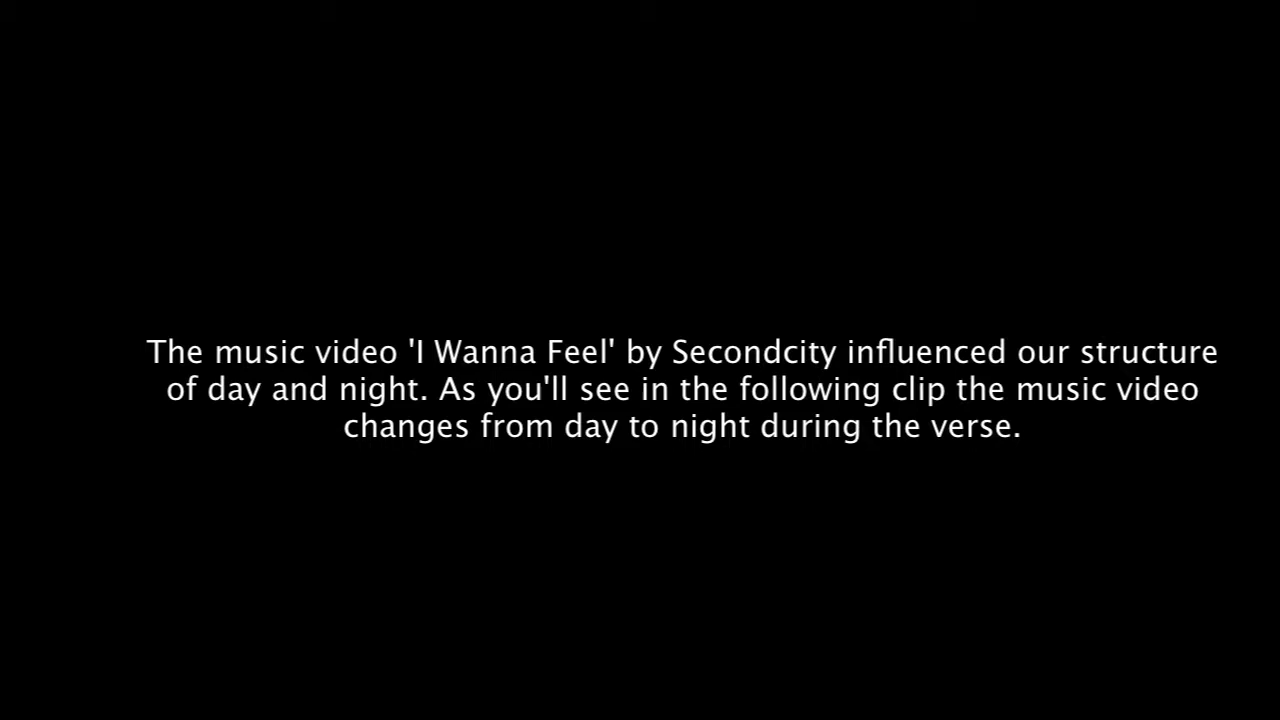 The music video 'I Wanna Feel' by Secondcity influenced our structure
of day and night. As you'll see in the following clip the music video
changes from day to night during the verse.